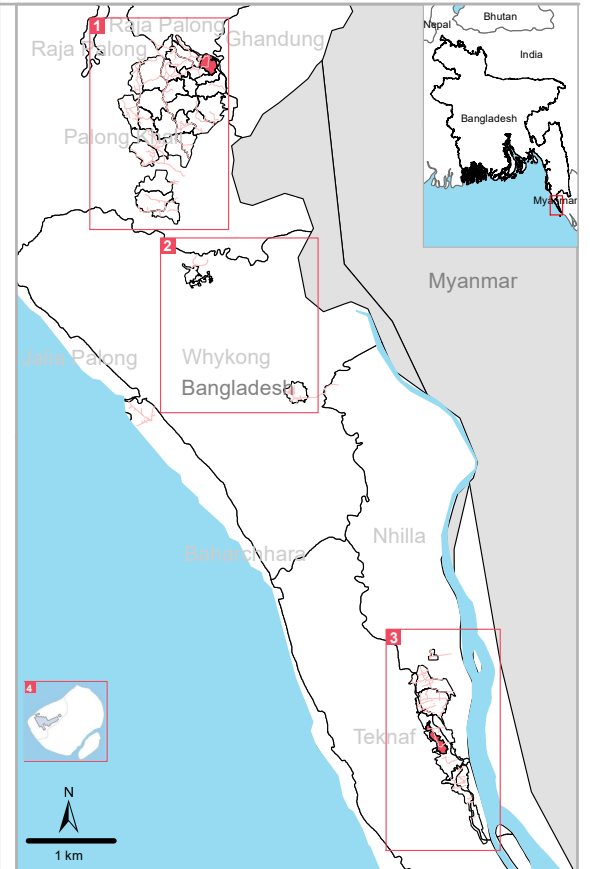 1
Raja Palong
Raja Palong
Ghandung
Palong Khali
2
Whykong
Bangladesh
Jalia Palong
Myanmar
Nhilla
Baharchhara
3
Teknaf
4
N
1 km
Nepal
Bhutan
India
Bangladesh
Myanmar